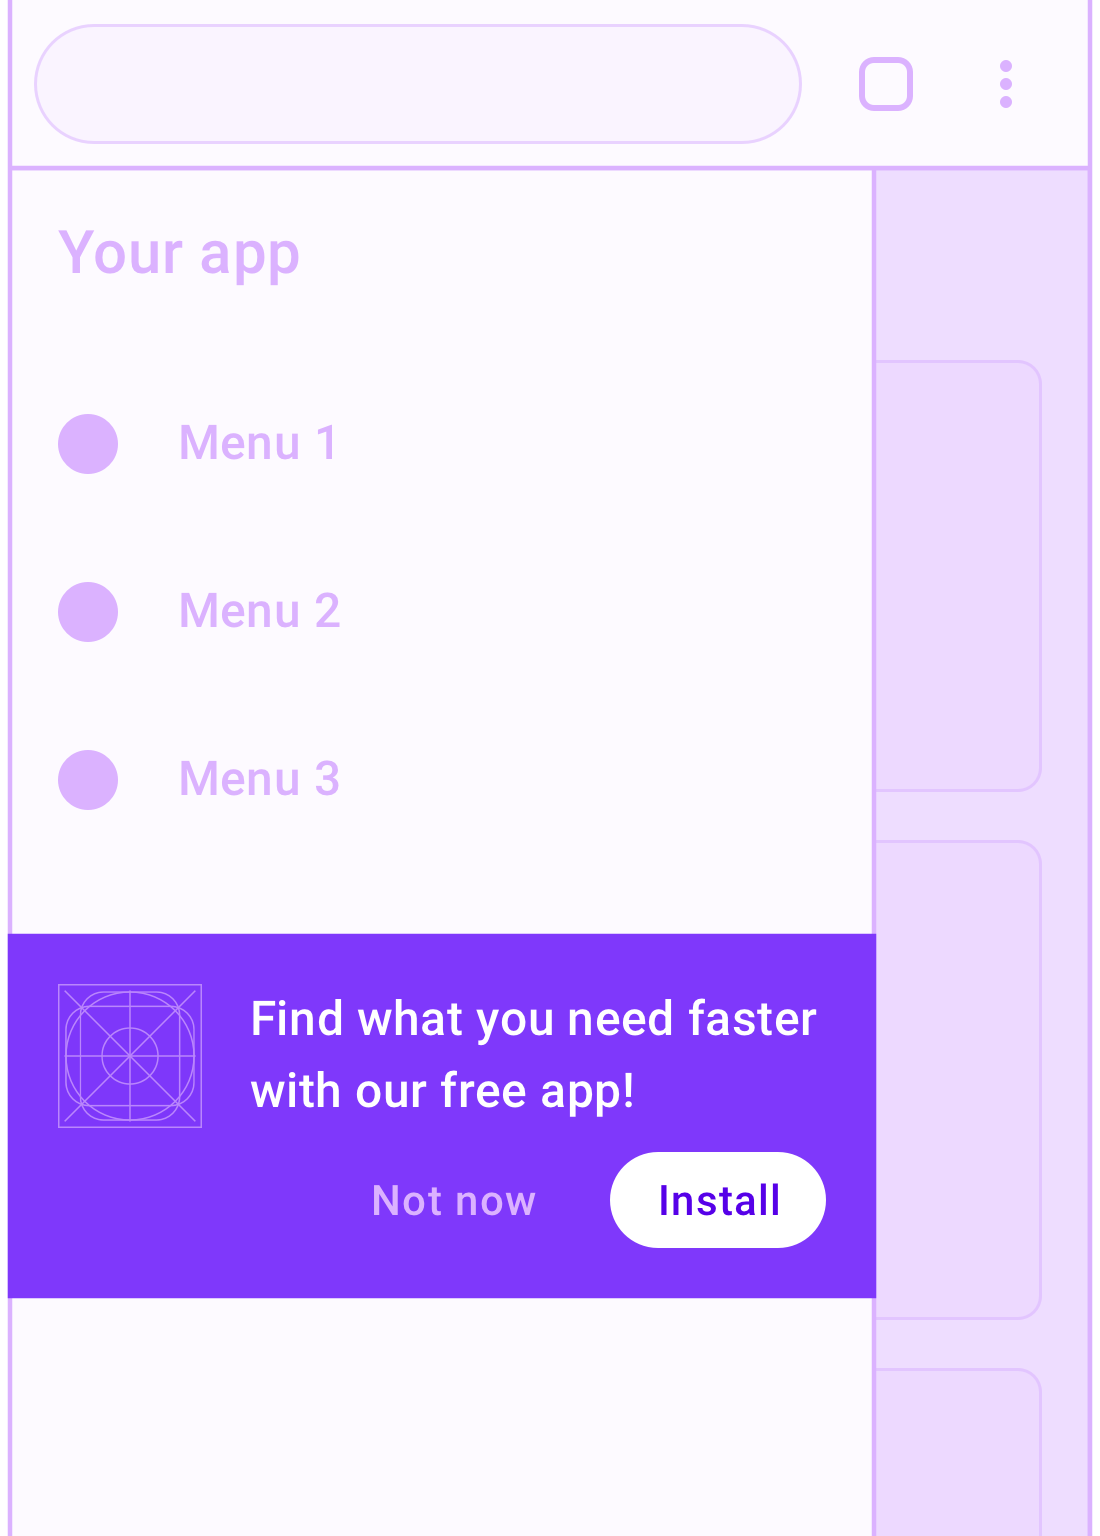 Your app
Menu 1
Menu 2
Menu 3
Find what you need faster
with our free app!
Not now
Install